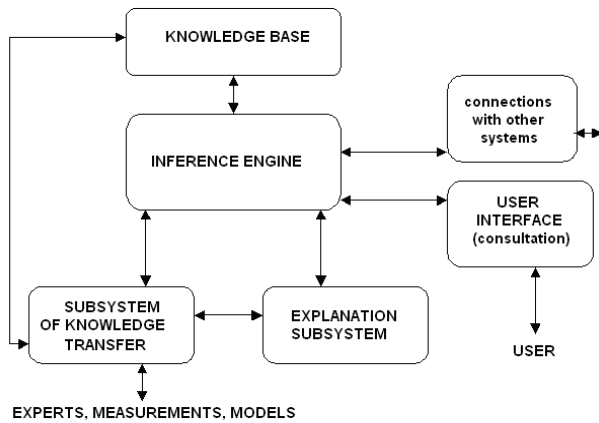 KNOWLEDGE BASE
connections
with other
systems
INFERENCE ENGINE
USER
INTERFACE
(consultation)
SUBSYSTEM
OF KNOWLEDGE
TRANSFER
EXPLANATION
SUBSYSTEM
USER
EXPERTS, MEASUREMENTS, MODELS